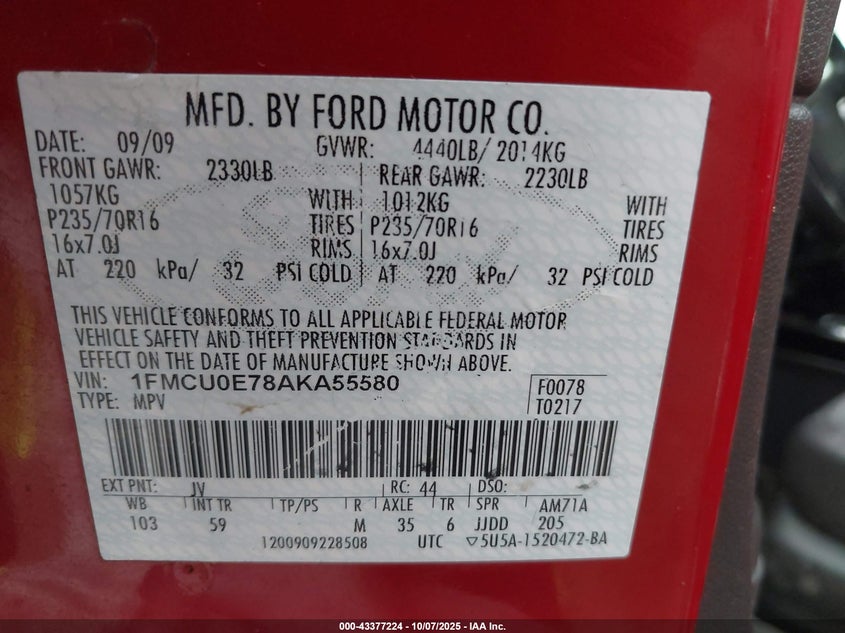 MFD. BY FORD MOTOR CO.
DATE: 09/09 GVWR: 4440LB/ 2014KG
FRONT GAWR: 2330LB REAR GAWR: 2230LB
1057KG WITH 1012KG WITH
P235/70R16 TIRES P235/70R16 TIRES
16x7.0J RIMS 16x7.0J RIMS
AT 220 kPa/ 32 PSI COLD AT 220 kPa/ 32 PSI COLD
THIS VEHICLE CONFORMS TO ALL APPLICABLE FEDERAL MOTOR
VEHICLE SAFETY AND THEFT PREVENTION STANDARDS IN
EFFECT ON THE DATE OF MANUFACTURE SHOWN ABOVE.
VIN: 1FMCU0E78AKA55580 F0078
TYPE: MPV T0217
EXT PNT: JV RC: 44 DSO:
WB INT TR TP/PS R AXLE TR SPR AM71A
103 59 M 35 6 JJDD 205
1200909228508 UTC ▽5U5A-1520472-BA
000-43377224 - 10/07/2025 - IAA Inc.